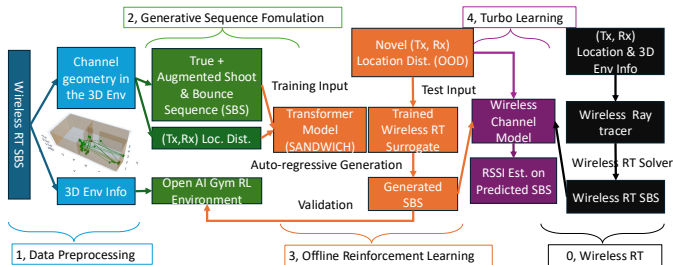 2, Generative Sequence Fomulation
4, Turbo Learning
Wireless RT SBS
Channel
geometry in
the 3D Env
3D Env Info
1, Data Preprocessing
True +
Augmented Shoot
& Bounce
Sequence (SBS)
(Tx,Rx) Loc. Dist.
Open AI Gym RL
Environment
Training Input
Transformer
Model
(SANDWICH)
Auto-regressive Generation
Validation
3, Offline Reinforcement Learning
Novel (Tx, Rx)
Location Dist. (OOD)
Test Input
Trained
Wireless RT
Surrogate
Generated
SBS
Wireless
Channel
Model
RSSI Est. on
Predicted SBS
(Tx, Rx)
Location & 3D
Env Info
Wireless Ray
tracer
Wireless RT Solver
Wireless RT SBS
0, Wireless RT